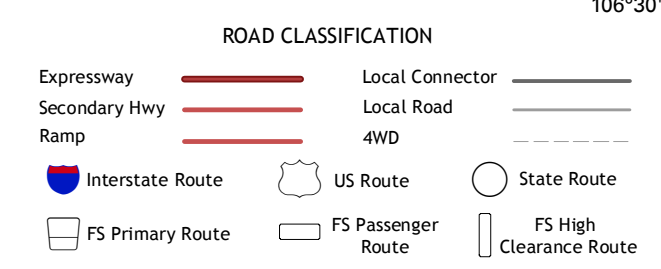 106°30'
ROAD CLASSIFICATION
Expressway
Local Connector
Secondary Hwy
Local Road
Ramp
4WD
Interstate Route
US Route
State Route
FS Primary Route
FS Passenger
Route
FS High
Clearance Route